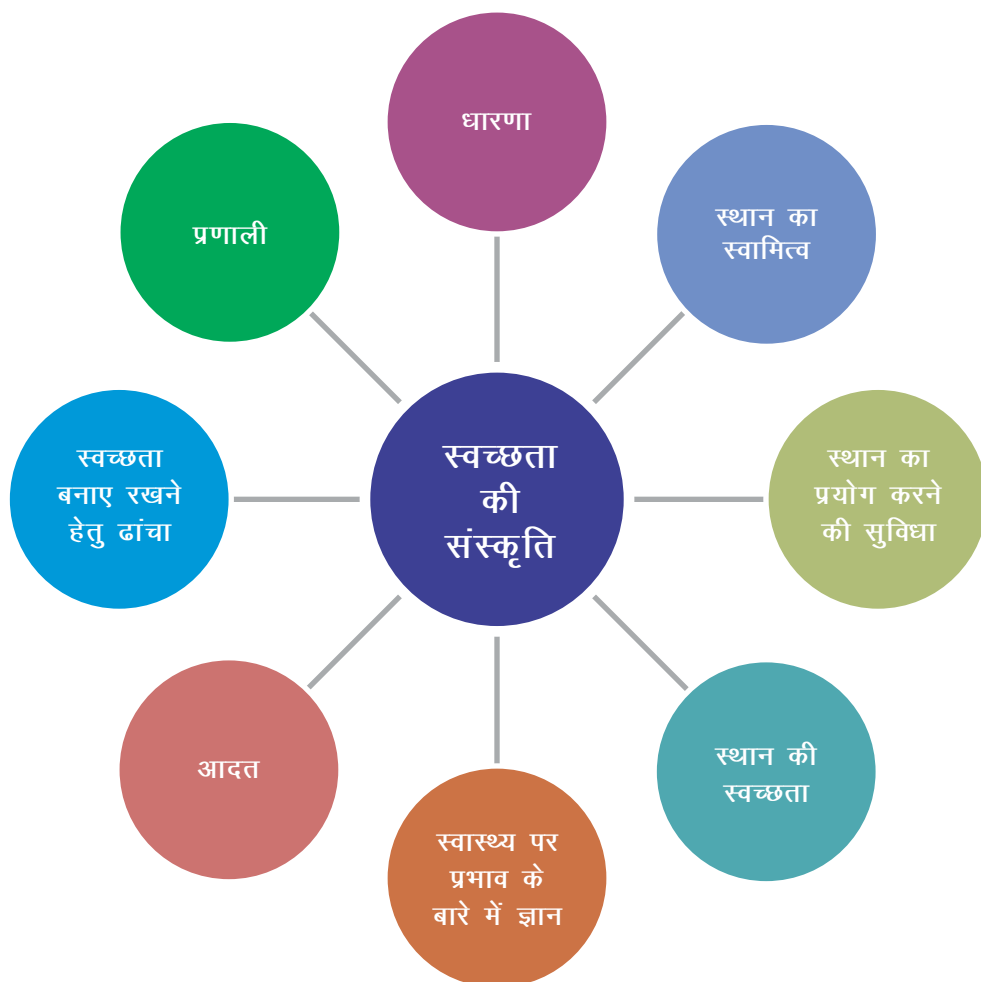 धारणा
स्थान का
स्वामित्व
स्थान का
प्रयोग करने
की सुविधा
स्थान की
स्वच्छता
स्वास्थ्य पर
प्रभाव के
बारे में ज्ञान
आदत
स्वच्छता
बनाए रखने
हेतु ढांचा
प्रणाली
स्वच्छता
की
संस्कृति